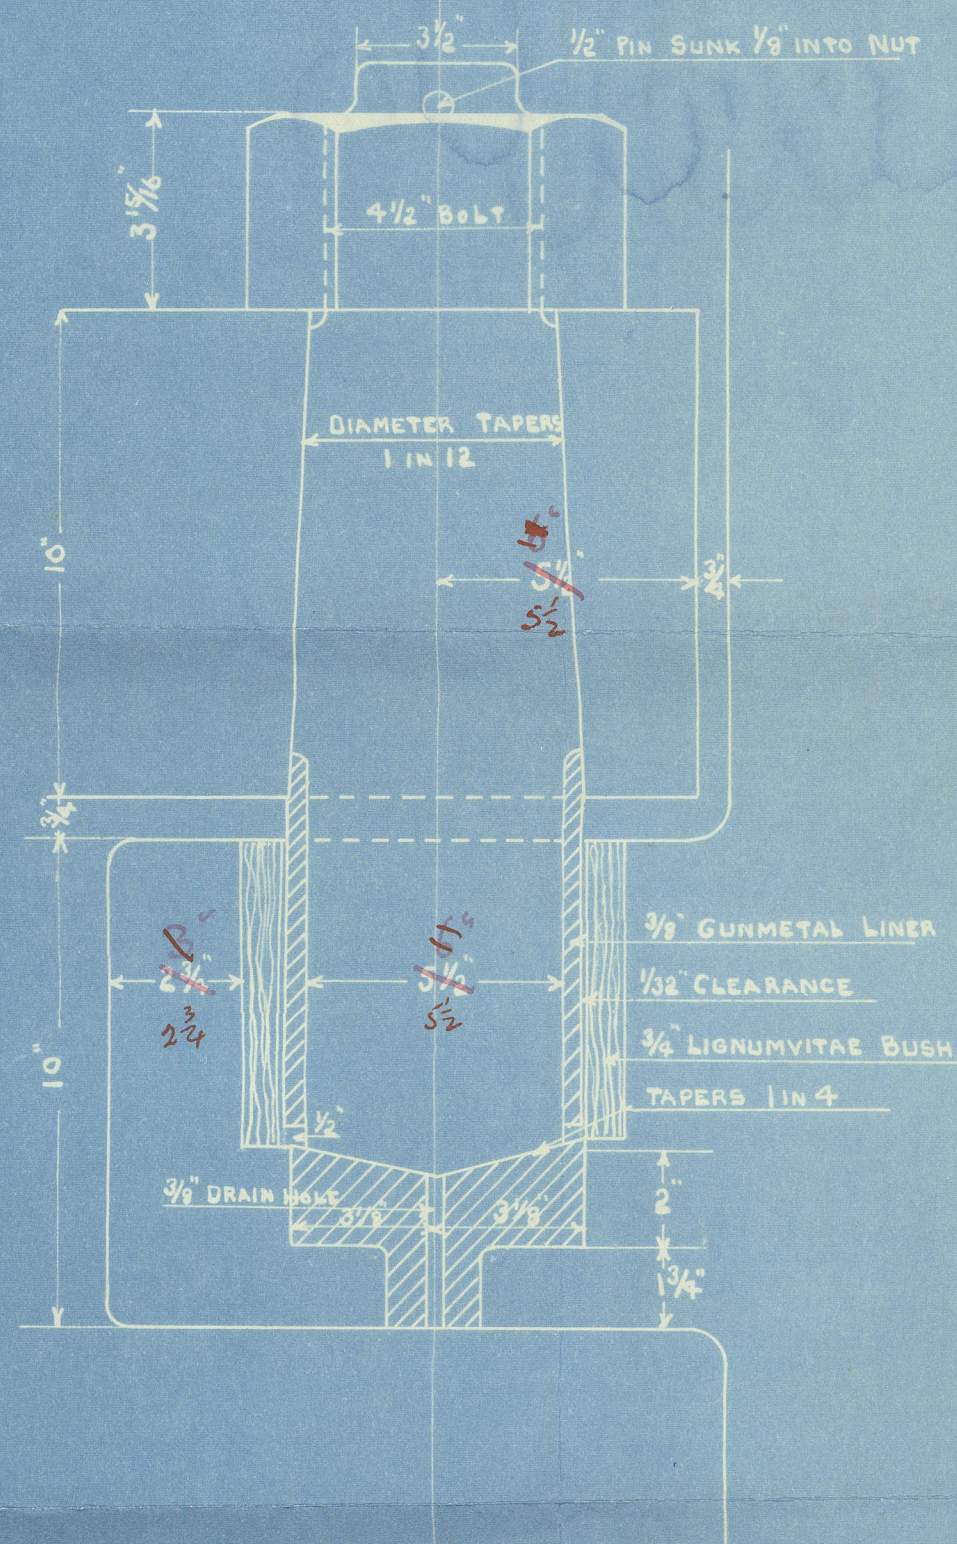 3½"
½" PIN SUNK ⅛" INTO NUT
3 15/16"
4½" BOLT
DIAMETER TAPERS
1 IN 12
10"
5½"
5½
¾"
¾"
3"
2¾"
2¾
5½"
5½
⅜" GUNMETAL LINER
1/32" CLEARANCE
¾" LIGNUMVITAE BUSH
TAPERS 1 IN 4
10"
½"
⅜" DRAIN HOLE
3⅛"
3⅛"
2"
1¾"